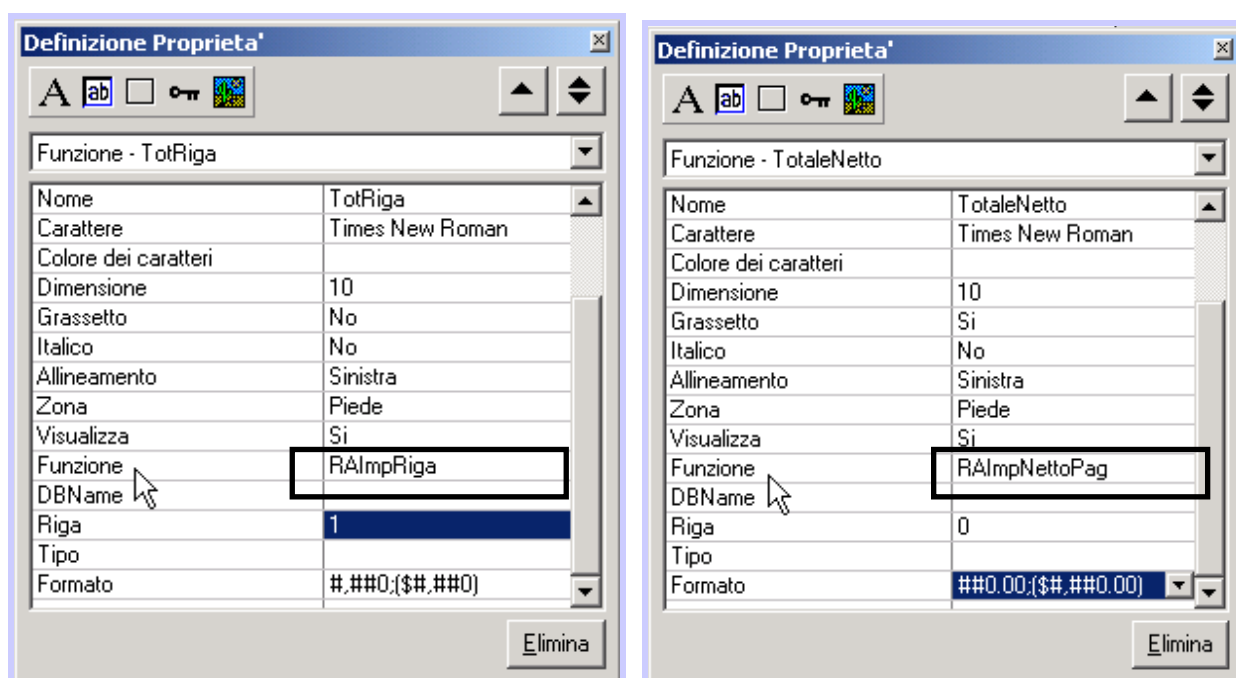 Definizione Proprieta'
A ab
Funzione - TotRiga
Nome TotRiga
Carattere Times New Roman
Colore dei caratteri
Dimensione 10
Grassetto No
Italico No
Allineamento Sinistra
Zona Piede
Visualizza Si
Funzione RAImpRiga
DBName
Riga 1
Tipo
Formato #,##0;($#,##0)
Elimina
Definizione Proprieta'
A ab
Funzione - TotaleNetto
Nome TotaleNetto
Carattere Times New Roman
Colore dei caratteri
Dimensione 10
Grassetto Si
Italico No
Allineamento Sinistra
Zona Piede
Visualizza Si
Funzione RAImpNettoPag
DBName
Riga 0
Tipo
Formato ##0.00;($#,##0.00)
Elimina